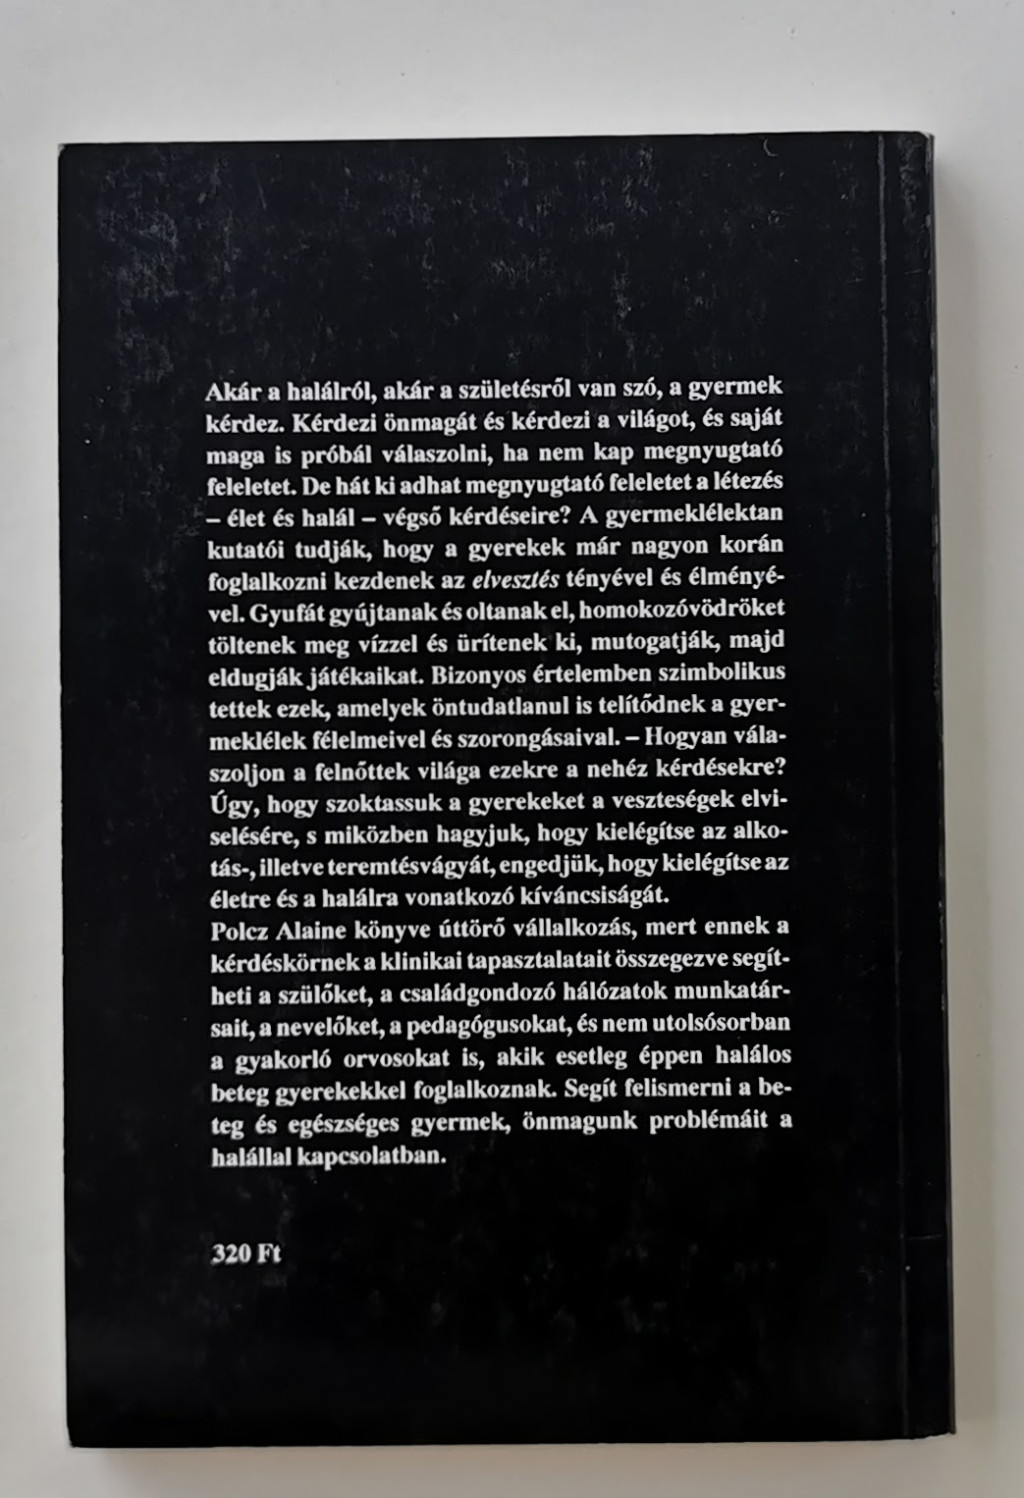 Akár a halálról, akár a születésről van szó, a gyermek
kérdez. Kérdezi önmagát és kérdezi a világot, és saját
maga is próbál válaszolni, ha nem kap megnyugtató
feleletet. De hát ki adhat megnyugtató feleletet a létezés
– élet és halál – végső kérdéseire? A gyermeklélektan
kutatói tudják, hogy a gyerekek már nagyon korán
foglalkozni kezdenek az elvesztés tényével és élményé-
vel. Gyufát gyújtanak és oltanak el, homokozóvödröket
töltenek meg vízzel és ürítenek ki, mutogatják, majd
eldugják játékaikat. Bizonyos értelemben szimbolikus
tettek ezek, amelyek öntudatlanul is telítődnek a gyer-
meklélek félelmeivel és szorongásaival. – Hogyan vála-
szoljon a felnőttek világa ezekre a nehéz kérdésekre?
Úgy, hogy szoktassuk a gyerekeket a veszteségek elvi-
selésére, s miközben hagyjuk, hogy kielégítse az alko-
tás-, illetve teremtésvágyát, engedjük, hogy kielégítse az
életre és a halálra vonatkozó kíváncsiságát.
Polcz Alaine könyve úttörő vállalkozás, mert ennek a
kérdéskörnek a klinikai tapasztalatait összegezve segít-
heti a szülőket, a családgondozó hálózatok munkatár-
sait, a nevelőket, a pedagógusokat, és nem utolsósorban
a gyakorló orvosokat is, akik esetleg éppen halálos
beteg gyerekekkel foglalkoznak. Segít felismerni a be-
teg és egészséges gyermek, önmagunk problémáit a
halállal kapcsolatban.
320 Ft